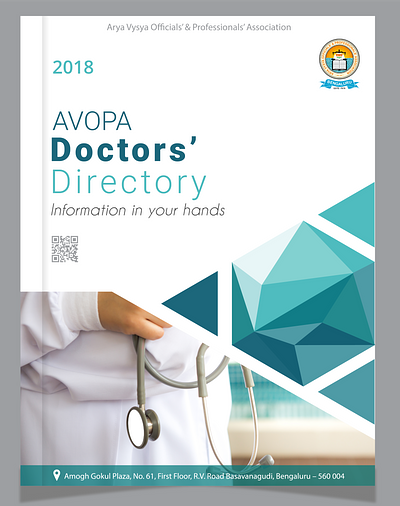 Arya Vysya Officials' & Professionals' Association
2018
BENGALURU
AVOPA
Doctors'
Directory
Information in your hands
Amogh Gokul Plaza, No. 61, First Floor, R.V. Road Basavanagudi, Bengaluru – 560 004